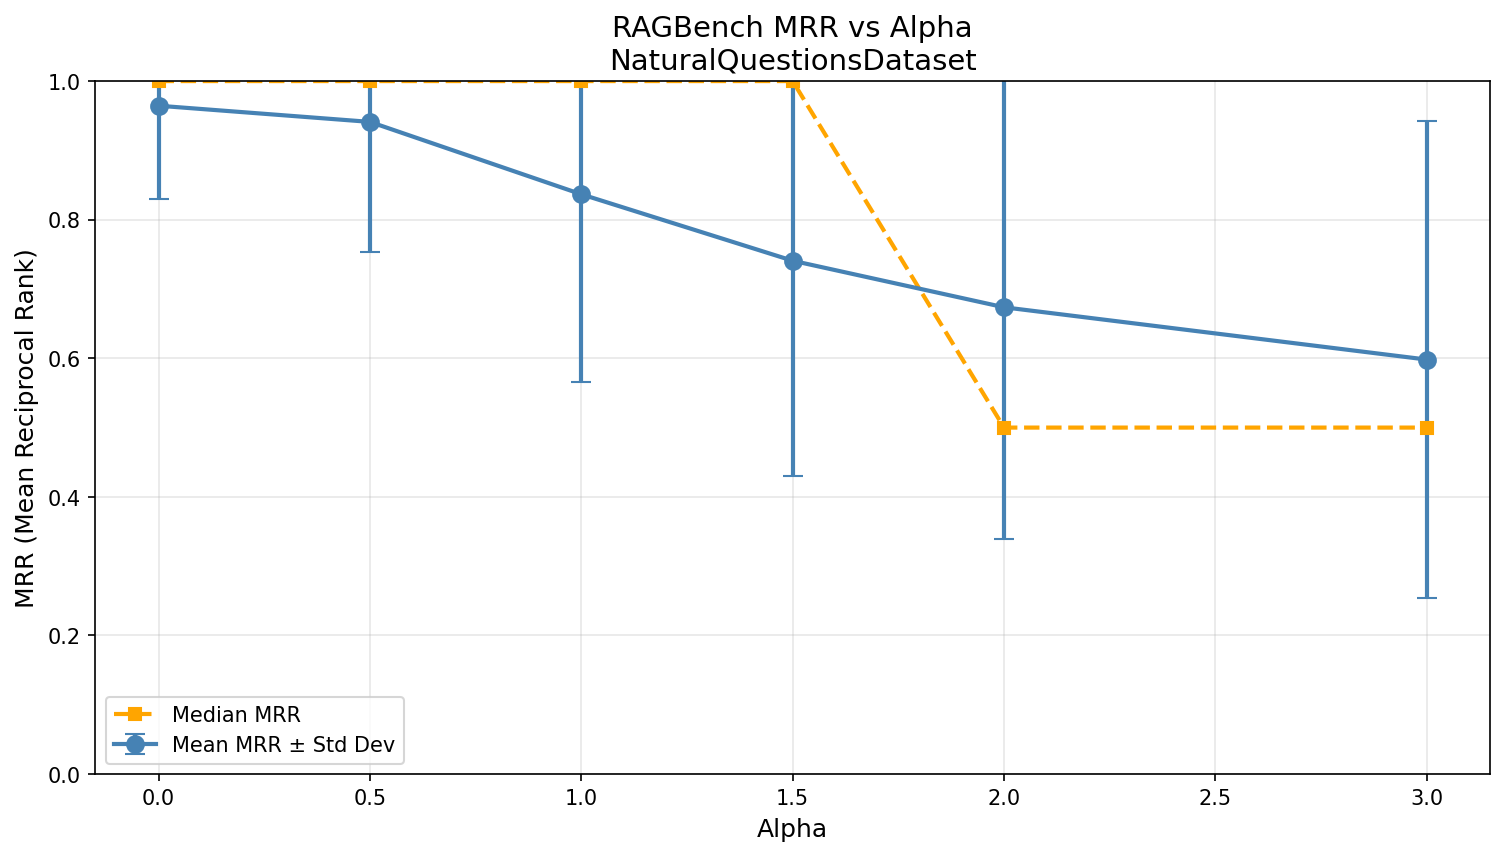 RAGBench MRR vs Alpha
NaturalQuestionsDataset
MRR (Mean Reciprocal Rank)
1.0
0.8
0.6
0.4
0.2
0.0
Median MRR
Mean MRR ± Std Dev
0.0 0.5 1.0 1.5 2.0 2.5 3.0
Alpha